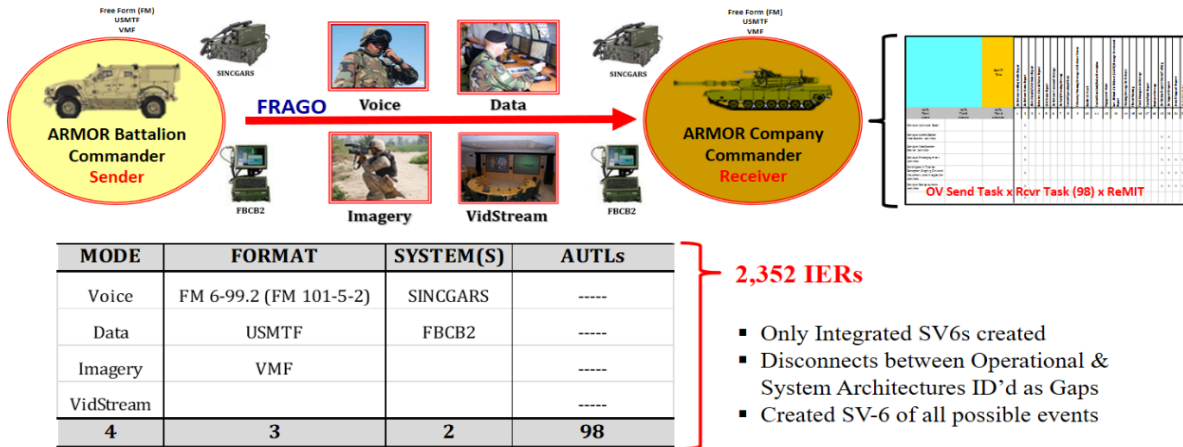 Free Form (FM)
USMTF
VMF
Free Form (FM)
USMTF
VMF
SINCGARS
SINCGARS
FRAGO
Voice
Data
ARMOR Battalion
Commander
Sender
ARMOR Company
Commander
Receiver
FBCB2
FBCB2
Imagery
VidStream
OV Send Task x Rcvr Task (98) x ReMIT
MODE FORMAT SYSTEM(S) AUTLs
Voice FM 6-99.2 (FM 101-5-2) SINCGARS -----
Data USMTF FBCB2 -----
Imagery VMF -----
VidStream -----
4 3 2 98
2,352 IERs
▪ Only Integrated SV6s created
▪ Disconnects between Operational &
System Architectures ID’d as Gaps
▪ Created SV-6 of all possible events